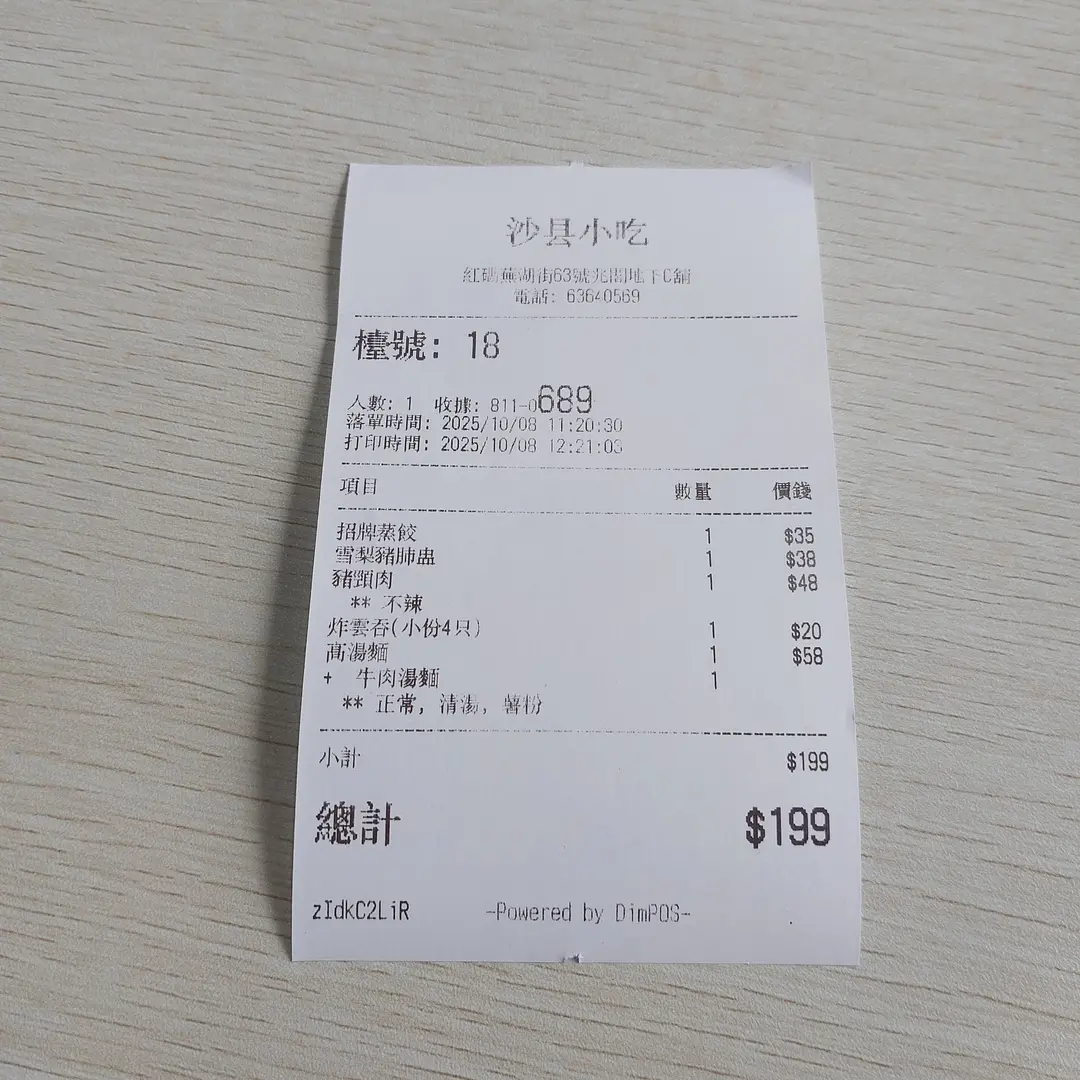 沙县小吃
紅磡蕪湖街63號兆閣地下C舖
電話: 63640569
檯號: 18
人數: 1 收據: 811-0689
落單時間: 2025/10/08 11:20:30
打印時間: 2025/10/08 12:21:03
項目 數量 價錢
招牌蒸餃 1 $35
雪梨豬肺盅 1 $38
豬頸肉 1 $48
** 不辣
炸雲吞(小份4只) 1 $20
高湯麵 1 $58
+ 牛肉湯麵 1
** 正常, 清湯, 薯粉
小計 $199
總計 $199
zIdkC2LiR -Powered by DimPOS-